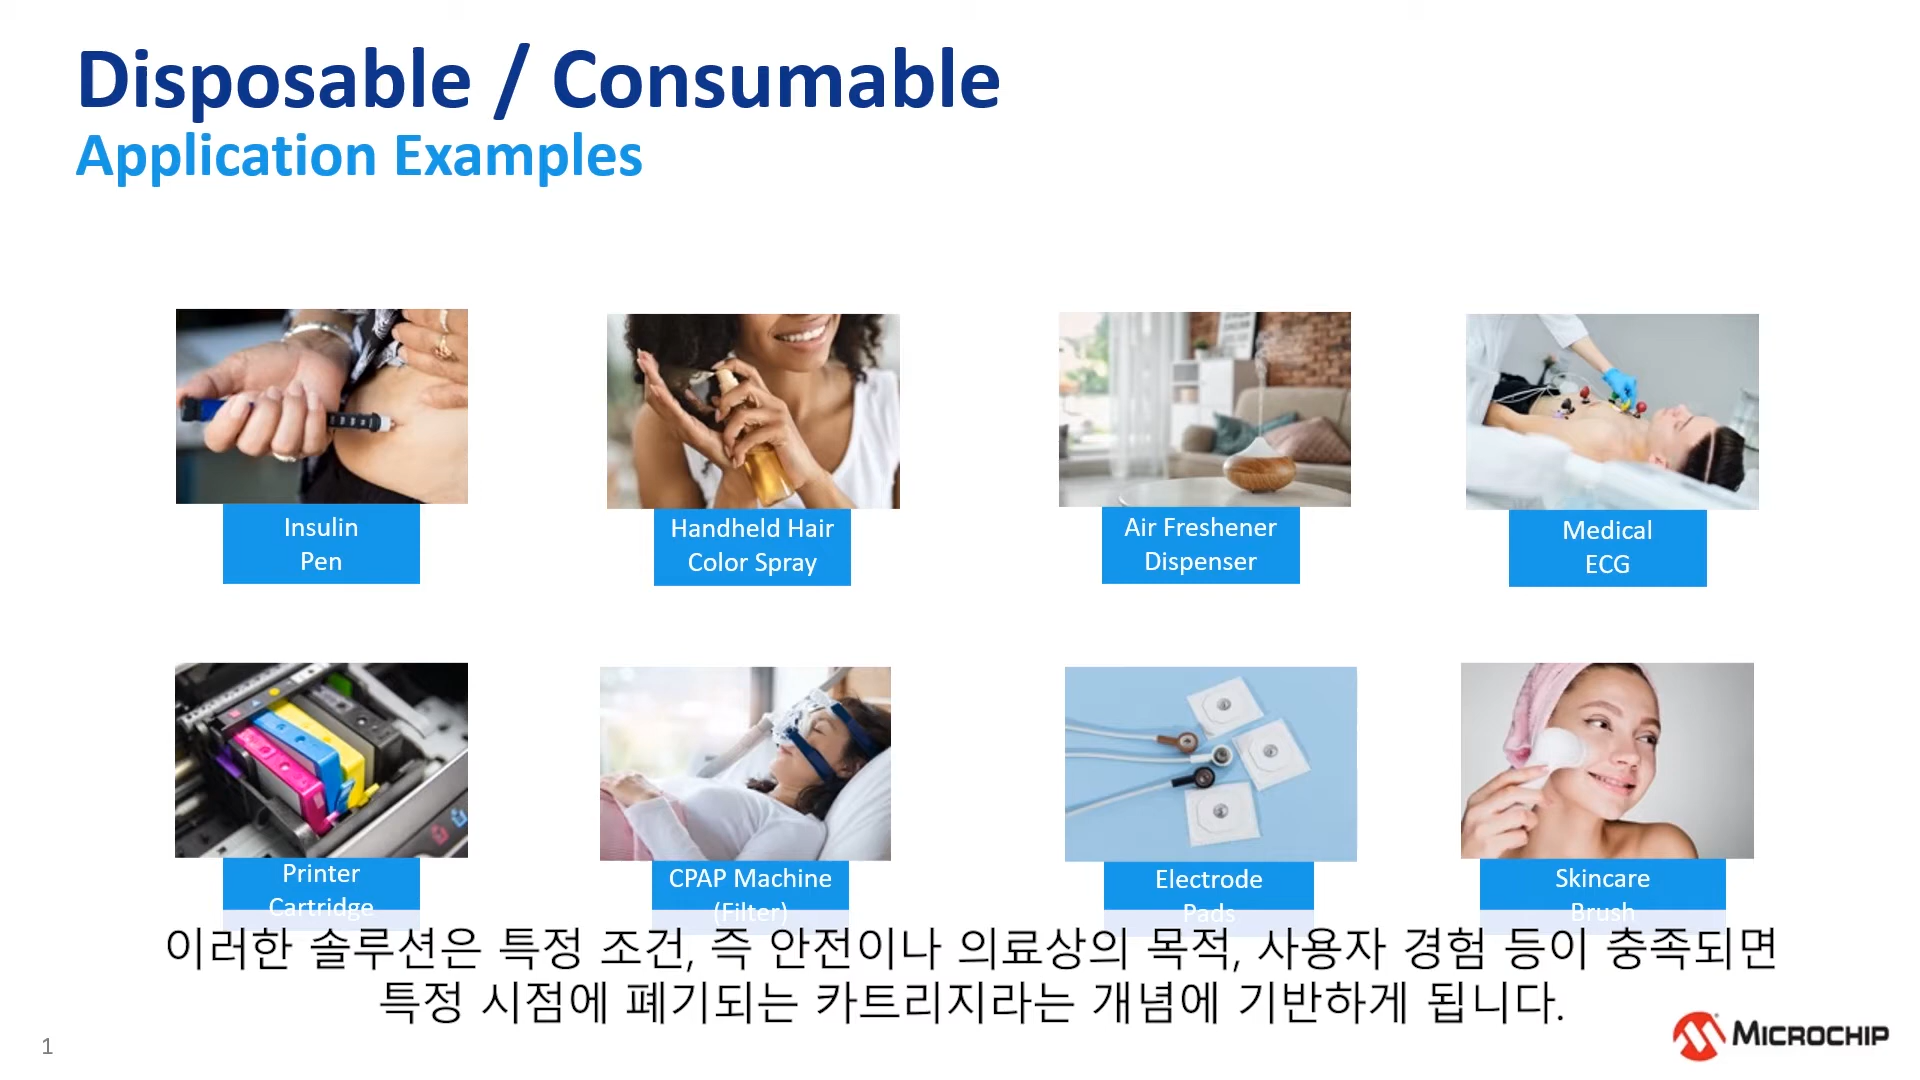 Disposable / Consumable
Application Examples
Insulin
Pen
Handheld Hair
Color Spray
Air Freshener
Dispenser
Medical
ECG
Printer
Cartridge
CPAP Machine
(Filter)
Electrode
Pads
Skincare
Brush
이러한 솔루션은 특정 조건, 즉 안전이나 의료상의 목적, 사용자 경험 등이 충족되면
특정 시점에 폐기되는 카트리지라는 개념에 기반하게 됩니다.
1
MICROCHIP